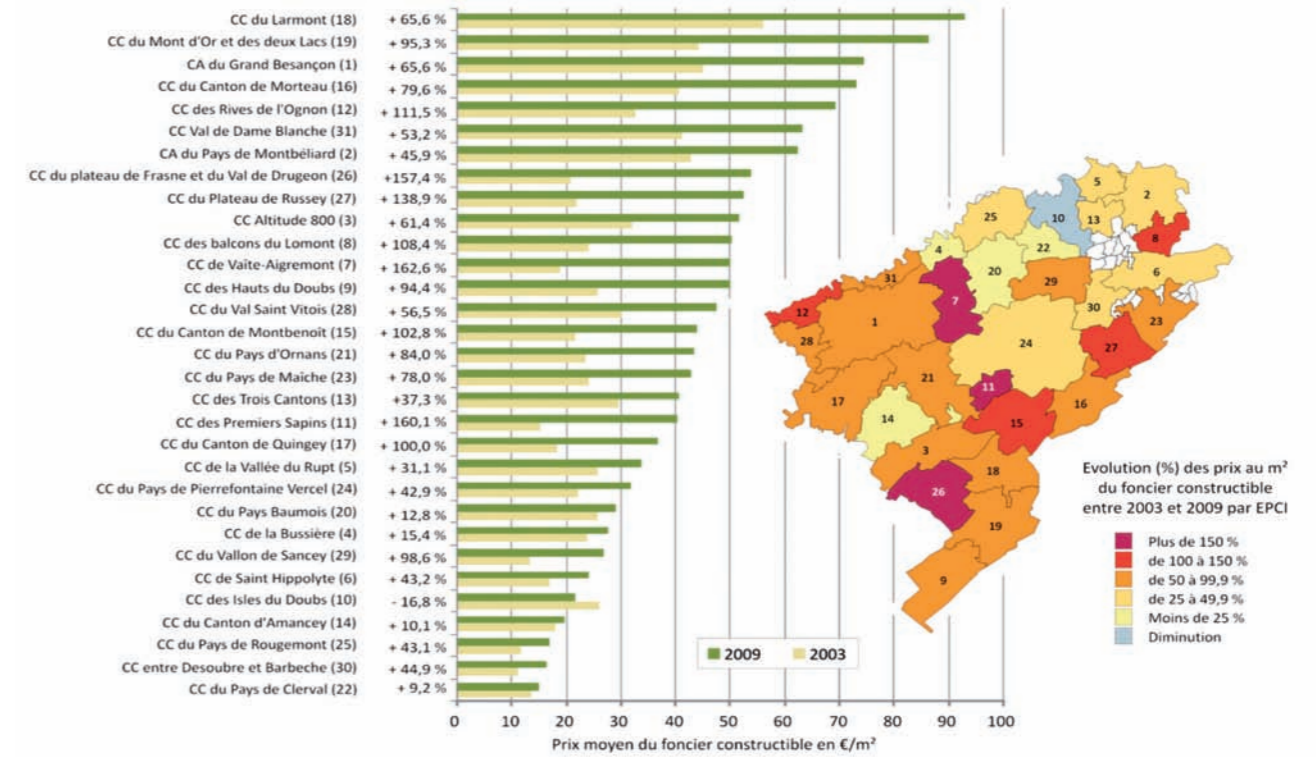 CC du Larmont (18) + 65,6 %
CC du Mont d'Or et des deux Lacs (19) + 95,3 %
CA du Grand Besançon (1) + 65,6 %
CC du Canton de Morteau (16) + 79,6 %
CC des Rives de l'Ognon (12) + 111,5 %
CC Val de Dame Blanche (31) + 53,2 %
CA du Pays de Montbéliard (2) + 45,9 %
CC du plateau de Frasne et du Val de Drugeon (26) +157,4 %
CC du Plateau de Russey (27) + 138,9 %
CC Altitude 800 (3) + 61,4 %
CC des balcons du Lomont (8) + 108,4 %
CC de Vaite-Aigremont (7) + 162,6 %
CC des Hauts du Doubs (9) + 94,4 %
CC du Val Saint Vitois (28) + 56,5 %
CC du Canton de Montbenoit (15) + 102,8 %
CC du Pays d'Ornans (21) + 84,0 %
CC du Pays de Maîche (23) + 78,0 %
CC des Trois Cantons (13) +37,3 %
CC des Premiers Sapins (11) + 160,1 %
CC du Canton de Quingey (17) + 100,0 %
CC de la Vallée du Rupt (5) + 31,1 %
CC du Pays de Pierrefontaine Vercel (24) + 42,9 %
CC du Pays Baumois (20) + 12,8 %
CC de la Bussière (4) + 15,4 %
CC du Vallon de Sancey (29) + 98,6 %
CC de Saint Hippolyte (6) + 43,2 %
CC des Isles du Doubs (10) - 16,8 %
CC du Canton d'Amancey (14) + 10,1 %
CC du Pays de Rougemont (25) + 43,1 %
CC entre Desoubre et Barbeche (30) + 44,9 %
CC du Pays de Clerval (22) + 9,2 %
0 10 20 30 40 50 60 70 80 90 100
Prix moyen du foncier constructible en €/m²
2009 2003
5
2
25
10
13
8
4
22
20
6
31
29
7
30
12
1
23
28
24
27
21
11
17
16
14
15
3
18
26
19
9
Evolution (%) des prix au m²
du foncier constructible
entre 2003 et 2009 par EPCI
Plus de 150 %
de 100 à 150 %
de 50 à 99,9 %
de 25 à 49,9 %
Moins de 25 %
Diminution